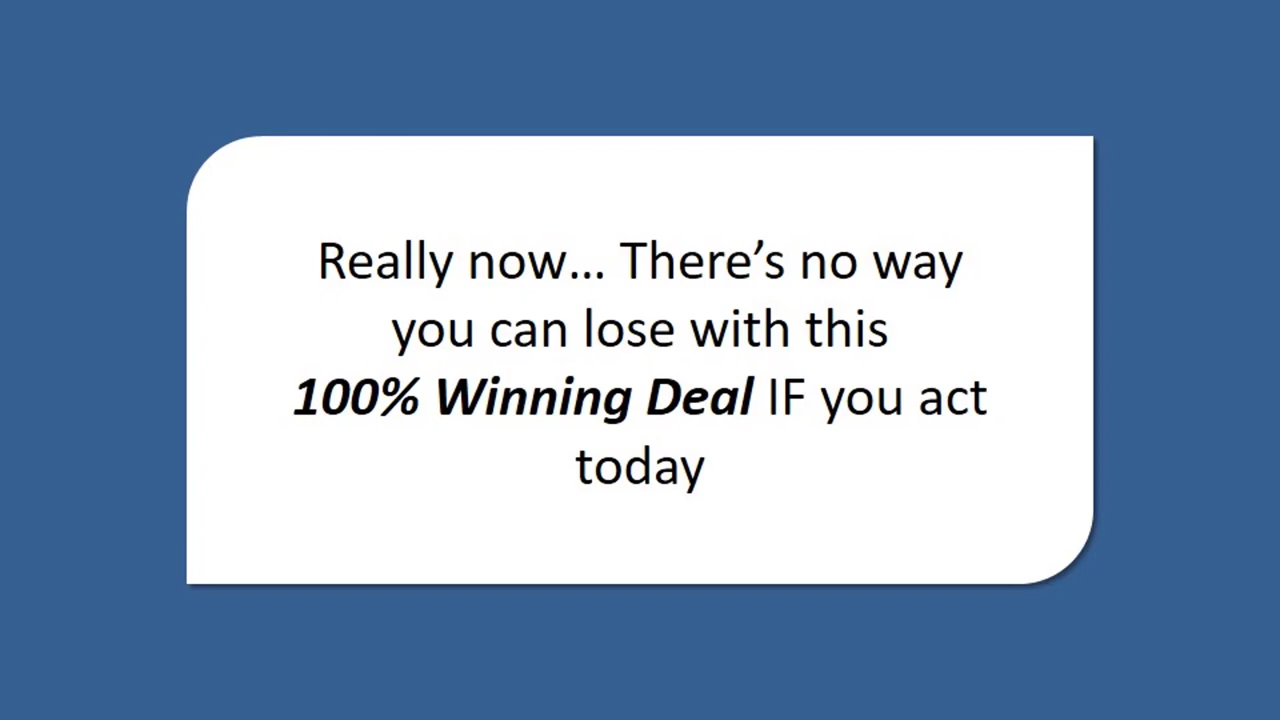 Really now… There’s no way
you can lose with this
100% Winning Deal IF you act
today